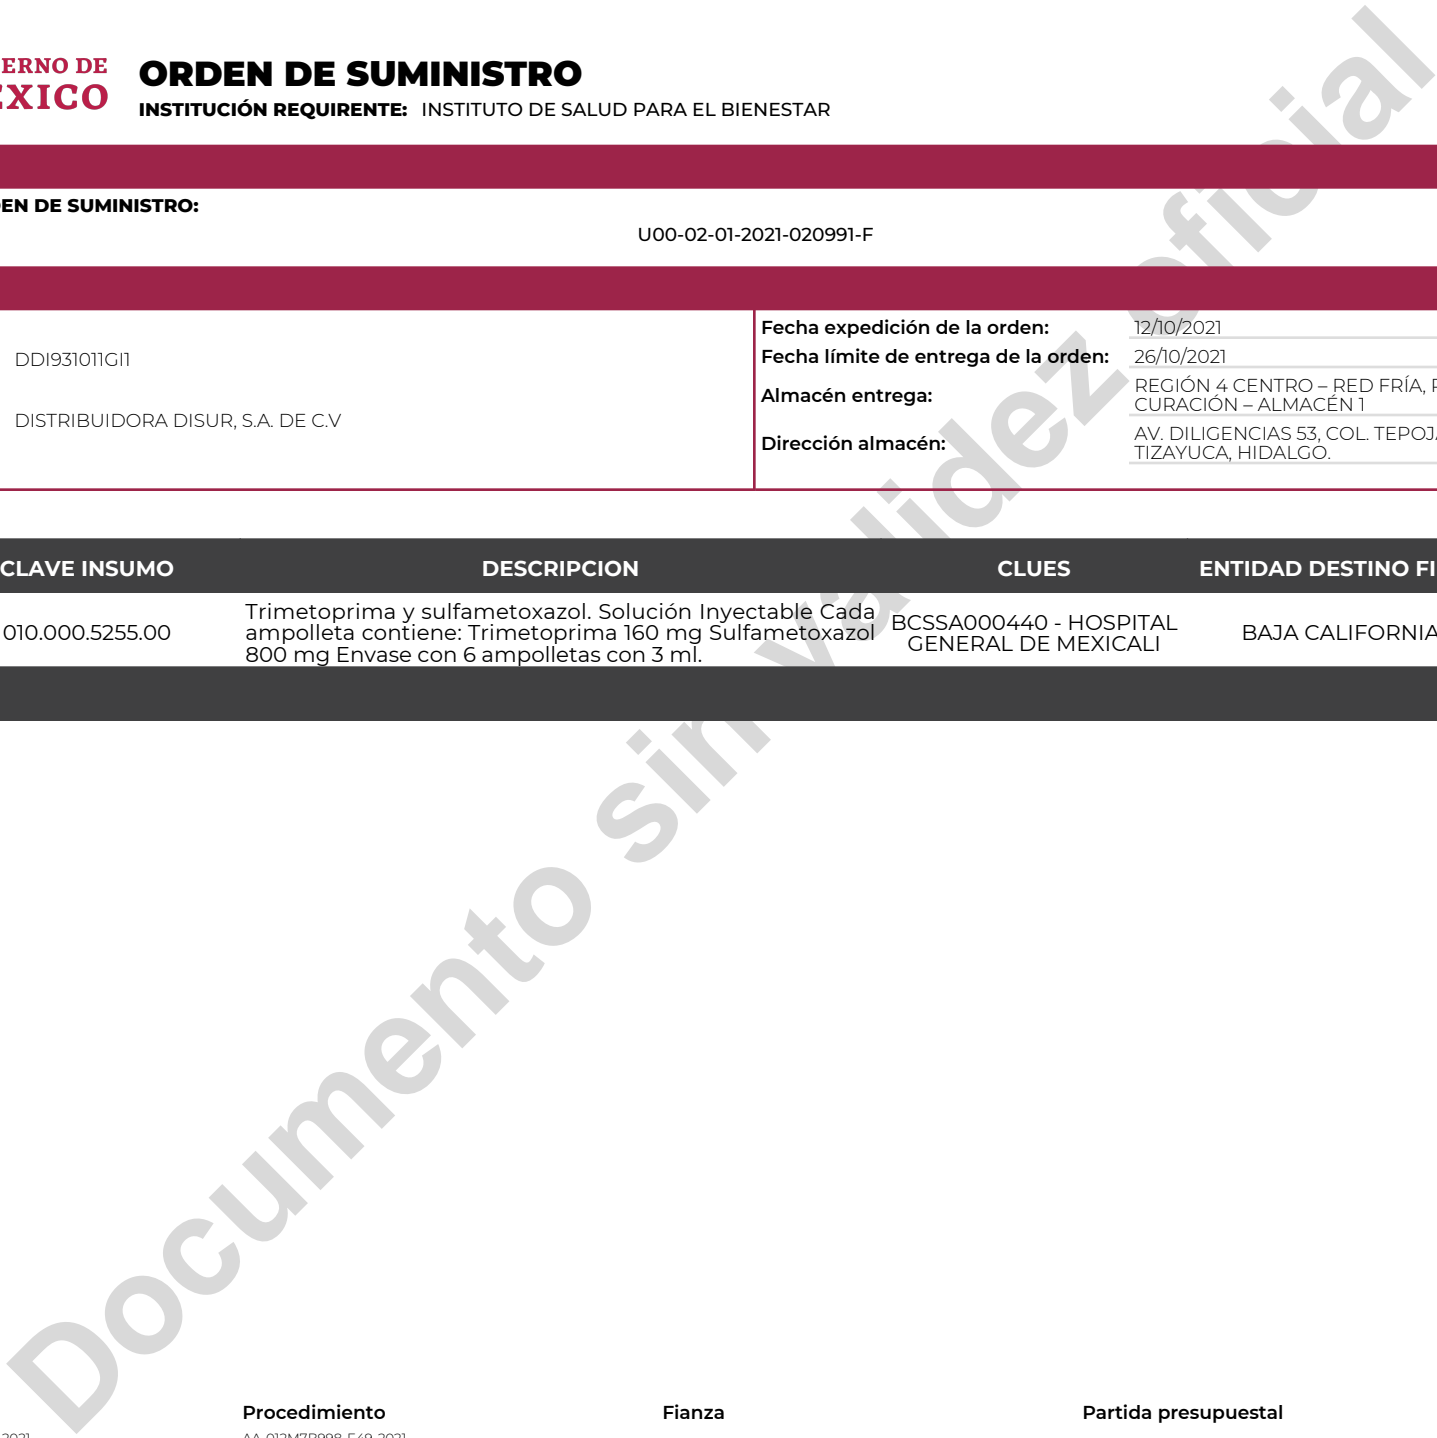 ERNO DE
ORDEN DE SUMINISTRO
EXICO
INSTITUCIÓN REQUIRENTE: INSTITUTO DE SALUD PARA EL BIENESTAR
EN DE SUMINISTRO:
U00-02-01-2021-020991-F
DDI931011GI1
DISTRIBUIDORA DISUR, S.A. DE C.V
Fecha expedición de la orden: 12/10/2021
Fecha límite de entrega de la orden: 26/10/2021
Almacén entrega: REGIÓN 4 CENTRO – RED FRÍA,
CURACIÓN – ALMACÉN 1
Dirección almacén: AV. DILIGENCIAS 53, COL. TEPOJ
TIZAYUCA, HIDALGO.
CLAVE INSUMO DESCRIPCION CLUES ENTIDAD DESTINO FI
010.000.5255.00
Trimetoprima y sulfametoxazol. Solución Inyectable Cada
ampolleta contiene: Trimetoprima 160 mg Sulfametoxazol
800 mg Envase con 6 ampolletas con 3 ml.
BCSSA000440 - HOSPITAL
GENERAL DE MEXICALI
BAJA CALIFORNIA
Documento sin validez oficial
Procedimiento Fianza Partida presupuestal